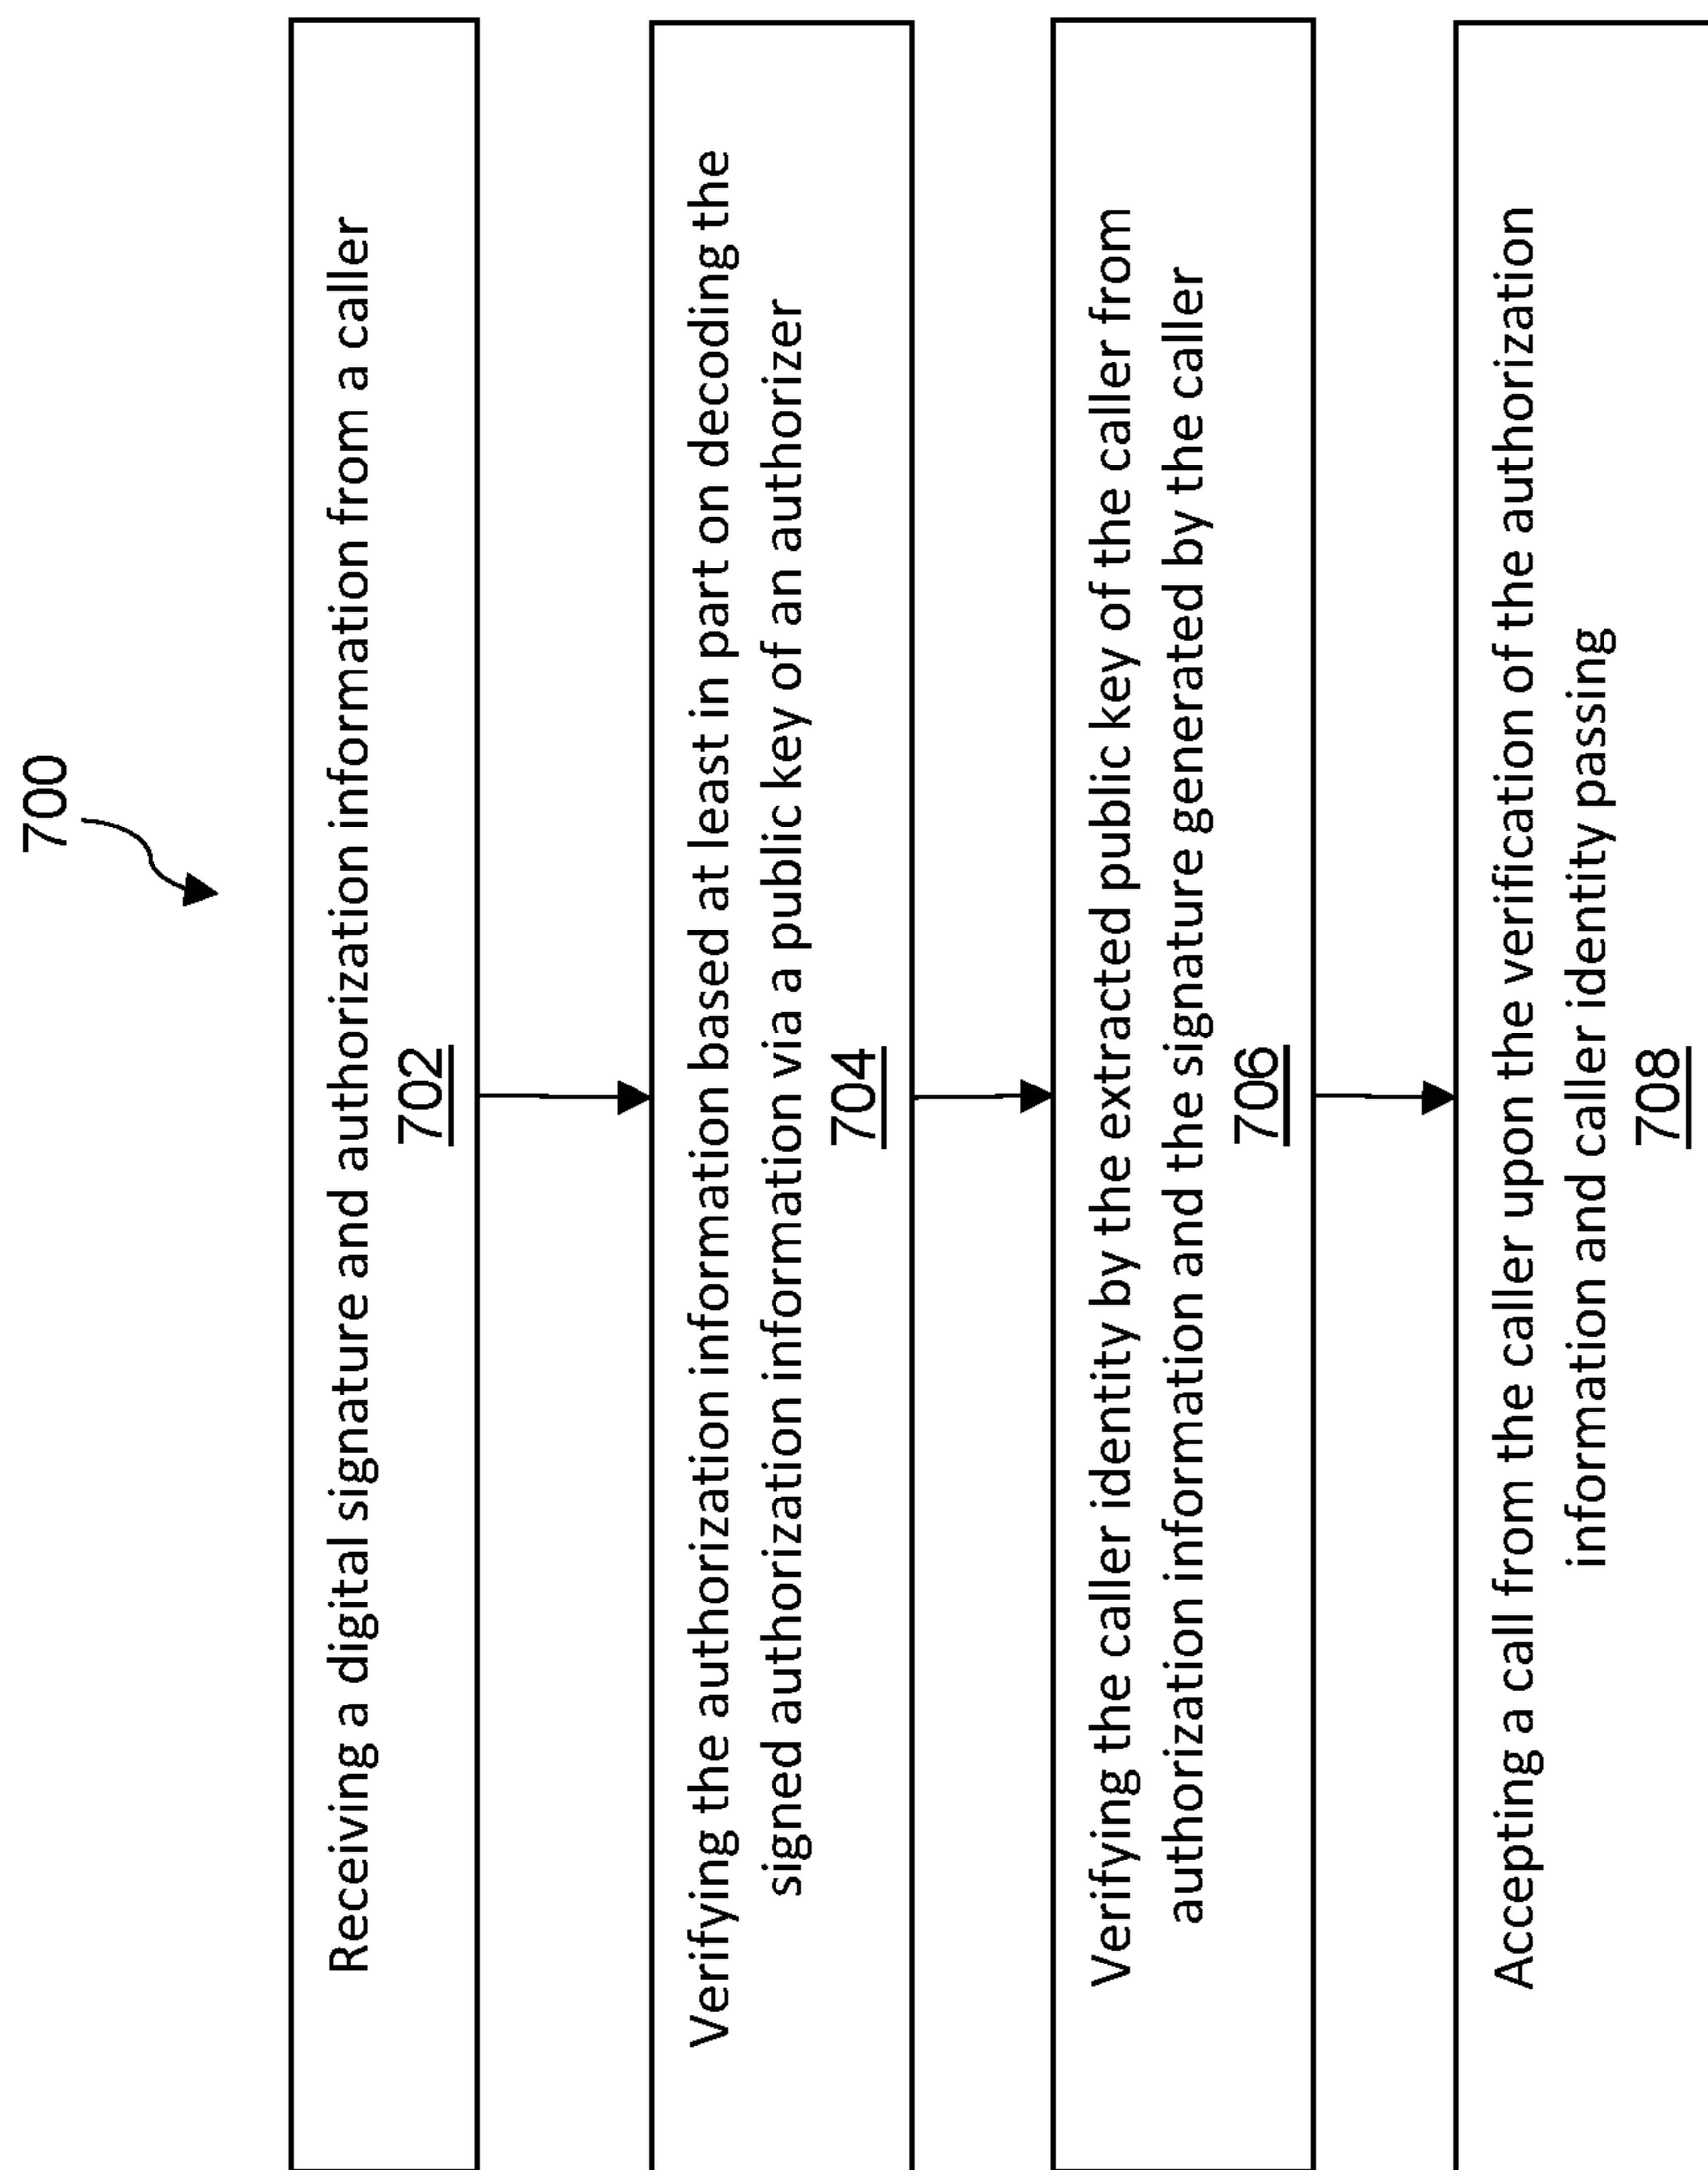 700
Receiving a digital signature and authorization information from a caller
702
Verifying the authorization information based at least in part on decoding the
signed authorization information via a public key of an authorizer
704
Verifying the caller identity by the extracted public key of the caller from
authorization information and the signature generated by the caller
706
Accepting a call from the caller upon the verification of the authorization
information and caller identity passing
708